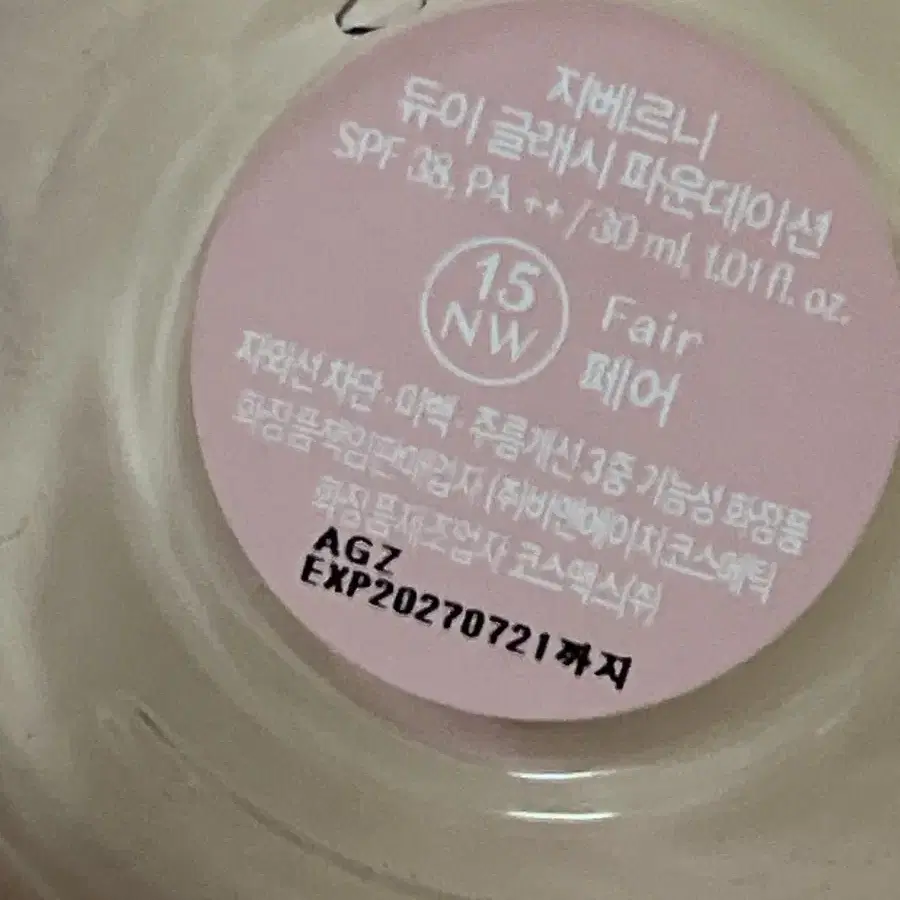 지베르니
듀이 글래시 파운데이션
SPF 38, PA ++ / 30 ml, 1.01 fl. oz.
15
NW
Fair
페어
자외선 차단 · 미백 · 주름개선 3중 기능성 화장품
화장품책임판매업자 (주)비앤에이치코스메틱
화장품제조업자 코스맥스(주)
AGZ
EXP20270721까지